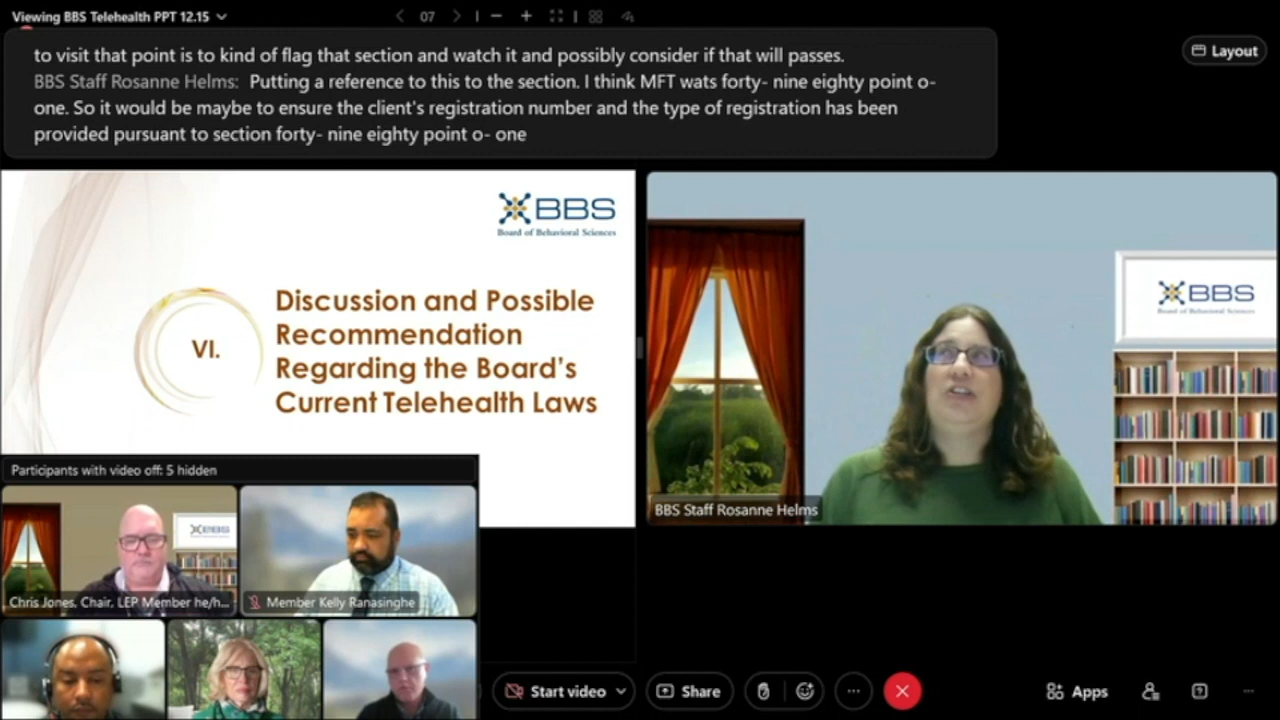 Viewing BBS Telehealth PPT 12.15
07
to visit that point is to kind of flag that section and watch it and possibly consider if that will passes.
BBS Staff Rosanne Helms: Putting a reference to this to the section. I think MFT wats forty- nine eighty point o-
one. So it would be maybe to ensure the client's registration number and the type of registration has been
provided pursuant to section forty- nine eighty point o- one
Layout
BBS
Board of Behavioral Sciences
VI.
Discussion and Possible
Recommendation
Regarding the Board's
Current Telehealth Laws
BBS
Board of Behavioral Sciences
BBS Staff Rosanne Helms
Participants with video off: 5 hidden
Chris Jones, Chair, LEP Member he/h...
Member Kelly Ranasinghe
Start video
Share
Apps